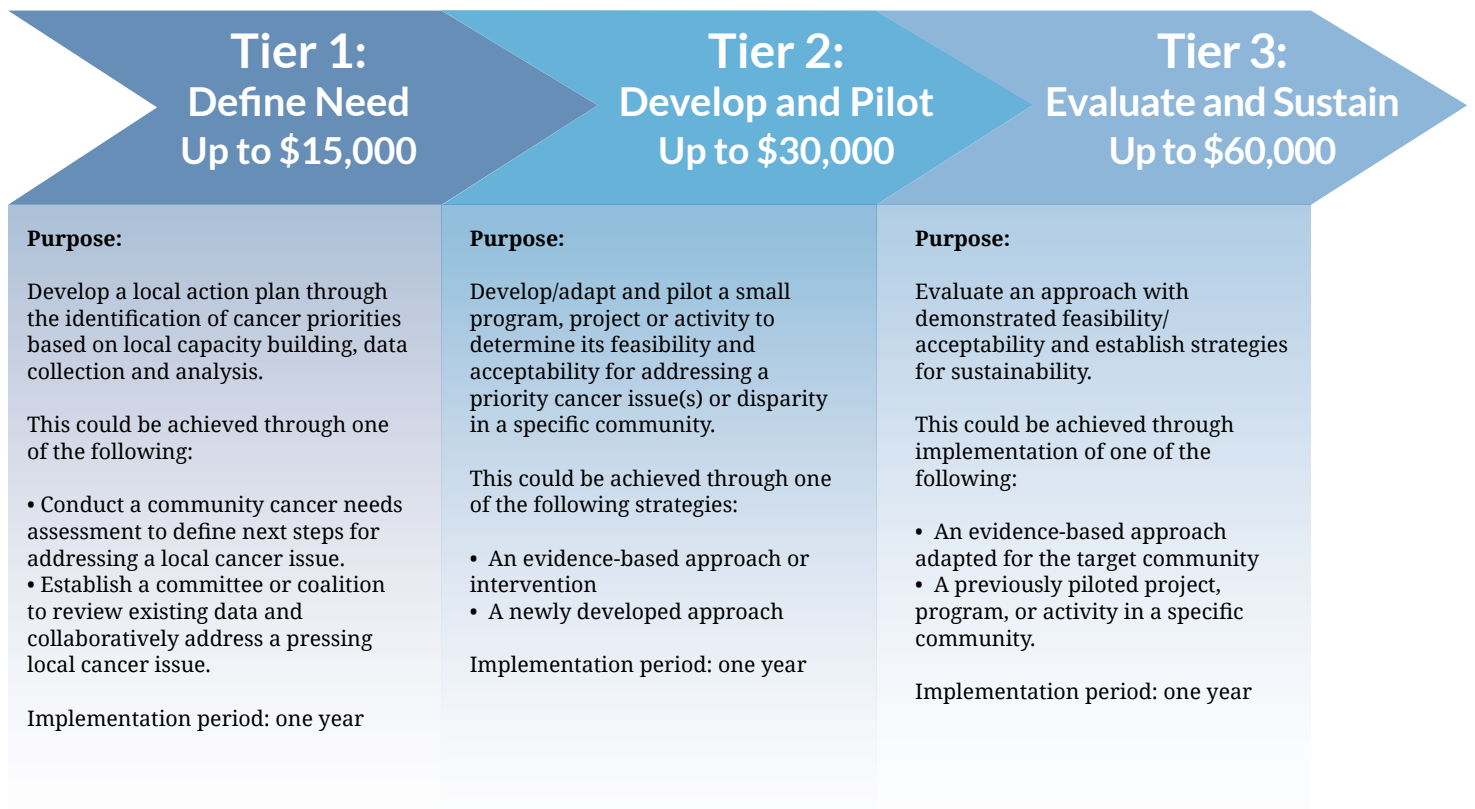 Tier 1:
Define Need
Up to $15,000
Tier 2:
Develop and Pilot
Up to $30,000
Tier 3:
Evaluate and Sustain
Up to $60,000
Purpose:
Develop a local action plan through
the identification of cancer priorities
based on local capacity building, data
collection and analysis.
This could be achieved through one
of the following:
• Conduct a community cancer needs
assessment to define next steps for
addressing a local cancer issue.
• Establish a committee or coalition
to review existing data and
collaboratively address a pressing
local cancer issue.
Implementation period: one year
Purpose:
Develop/adapt and pilot a small
program, project or activity to
determine its feasibility and
acceptability for addressing a
priority cancer issue(s) or disparity
in a specific community.
This could be achieved through one
of the following strategies:
• An evidence-based approach or
intervention
• A newly developed approach
Implementation period: one year
Purpose:
Evaluate an approach with
demonstrated feasibility/
acceptability and establish strategies
for sustainability.
This could be achieved through
implementation of one of the
following:
• An evidence-based approach
adapted for the target community
• A previously piloted project,
program, or activity in a specific
community.
Implementation period: one year